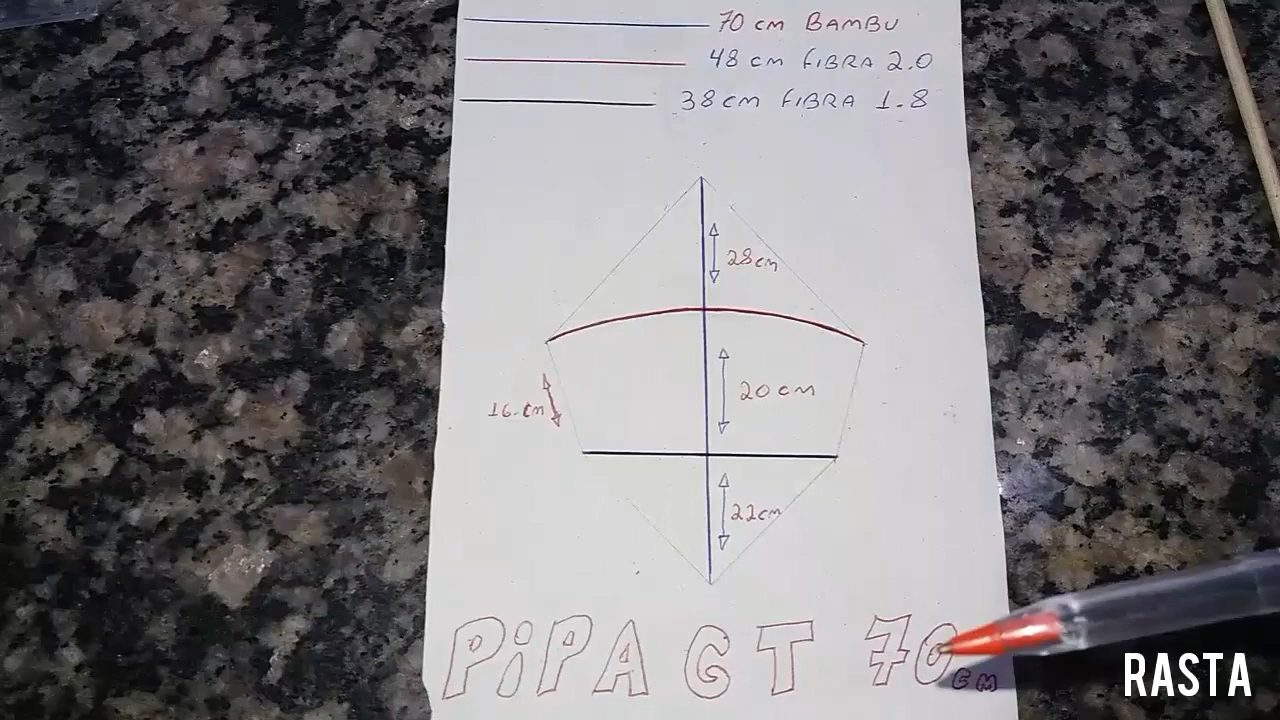 70 cm BAMBU
48 cm FIBRA 2.0
38 cm FIBRA 1.8
28cm
20 cm
16 cm
22cm
PIPA GT 70 cm
RASTA